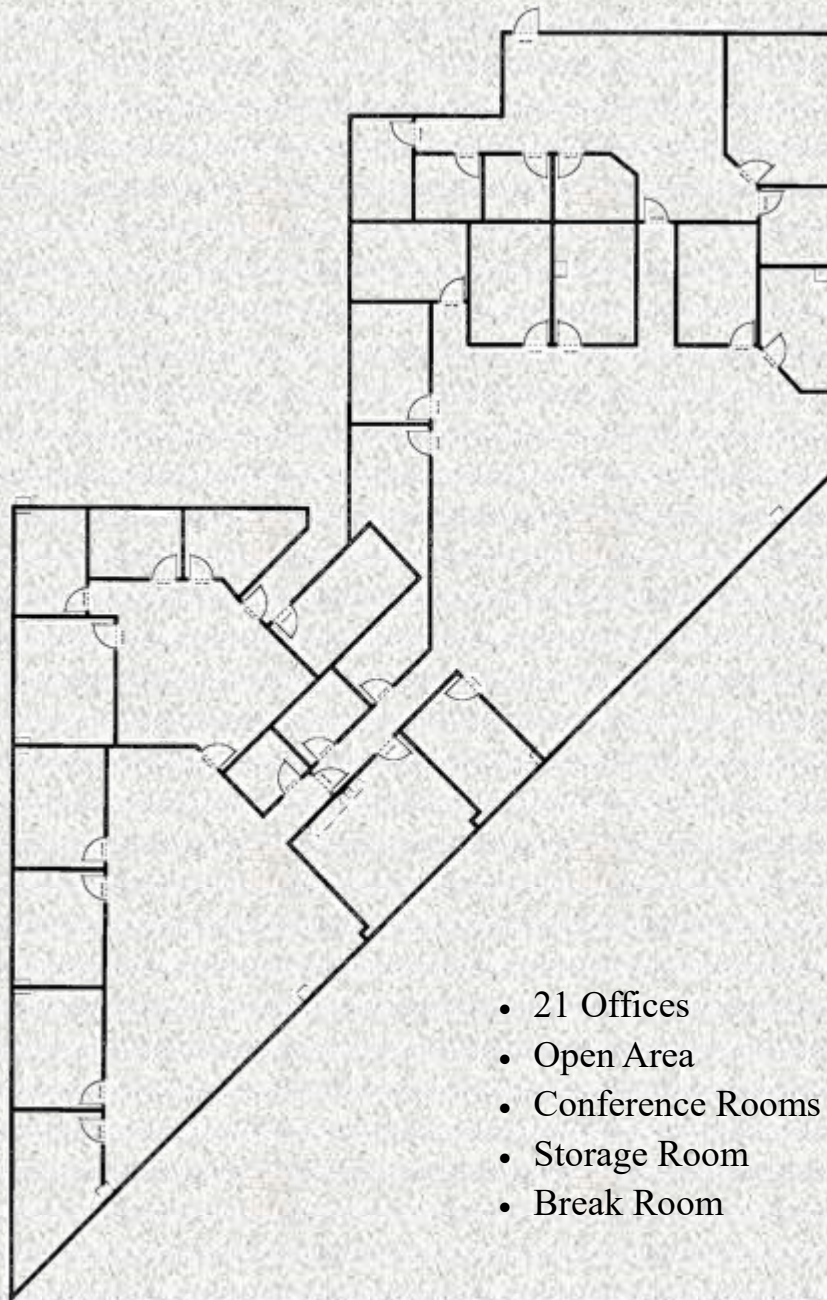 • 21 Offices
• Open Area
• Conference Rooms
• Storage Room
• Break Room